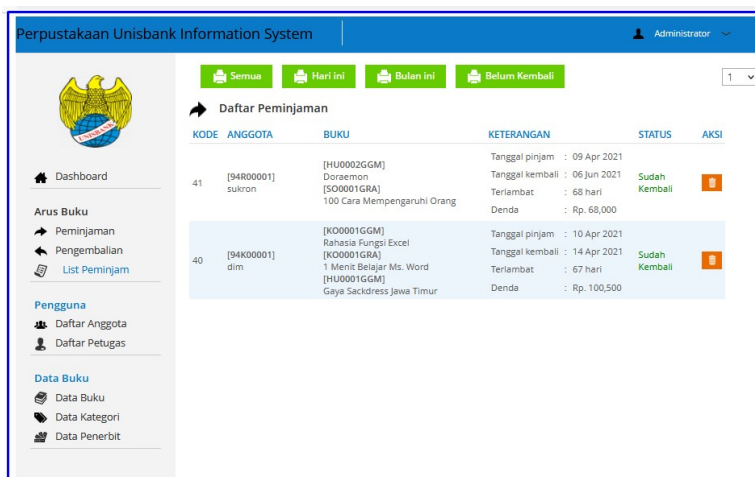 Perpustakaan Unisbank Information System
Administrator
Semua Hari ini Bulan ini Belum Kembali
1
UNISBANK
Daftar Peminjaman
KODE ANGGOTA BUKU KETERANGAN STATUS AKSI
41
[94R00001]
sukron
[HU0002GGM]
Doraemon
[SO0001GRA]
100 Cara Mempengaruhi Orang
Tanggal pinjam : 09 Apr 2021
Tanggal kembali : 06 Jun 2021
Terlambat : 68 hari
Denda : Rp. 68,000
Sudah
Kembali
40
[94K00001]
dim
[KO0001GGM]
Rahasia Fungsi Excel
[KO0001GRA]
1 Menit Belajar Ms. Word
[HU0001GGM]
Gaya Sackdress Jawa Timur
Tanggal pinjam : 10 Apr 2021
Tanggal kembali : 14 Apr 2021
Terlambat : 67 hari
Denda : Rp. 100,500
Sudah
Kembali
Dashboard
Arus Buku
Peminjaman
Pengembalian
List Peminjam
Pengguna
Daftar Anggota
Daftar Petugas
Data Buku
Data Buku
Data Kategori
Data Penerbit